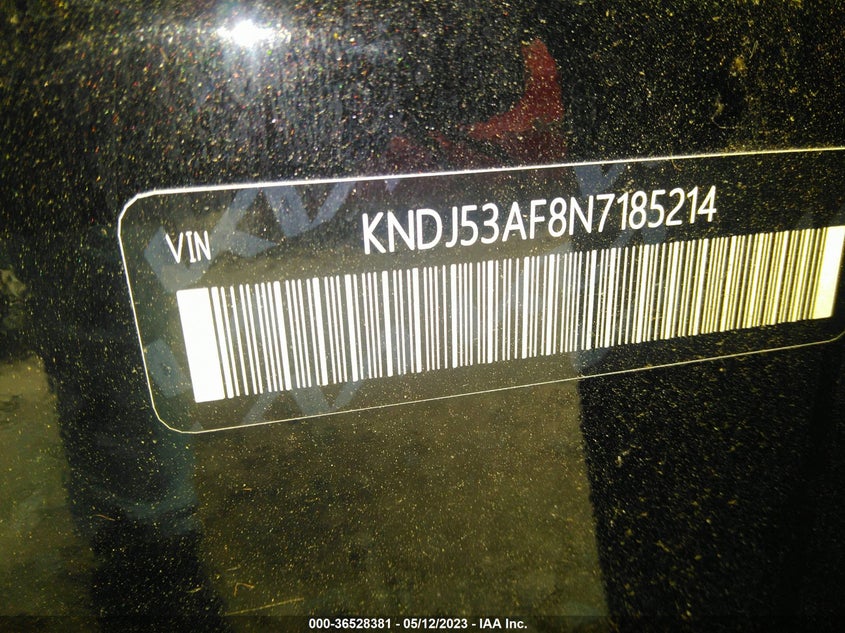 VIN KNDJ53AF8N7185214
000-36528381 - 05/12/2023 - IAA Inc.